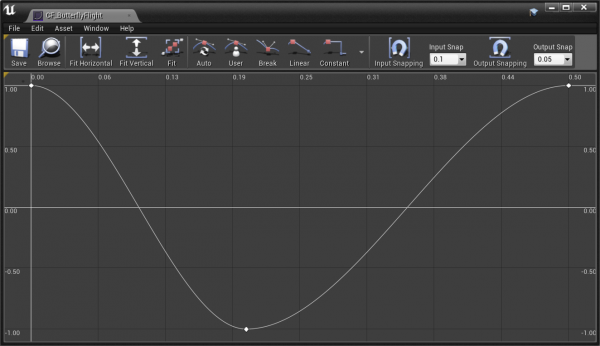 CF_ButterflyFlight
File Edit Asset Window Help
Save Browse Fit Horizontal Fit Vertical Fit Auto User Break Linear Constant Input Snapping Input Snap 0.1 Output Snapping Output Snap 0.05
0.00 0.06 0.13 0.19 0.25 0.31 0.38 0.44 0.50
1.00 1.00
0.50 0.50
0.00 0.00
-0.50 -0.50
-1.00 -1.00